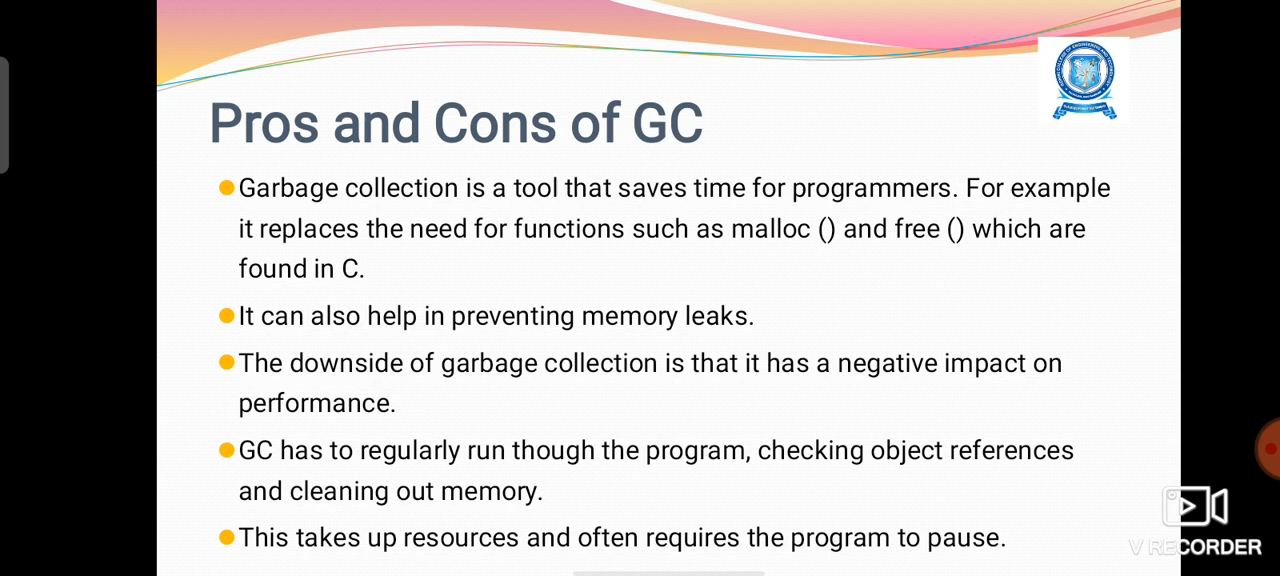 Pros and Cons of GC
Garbage collection is a tool that saves time for programmers. For example
it replaces the need for functions such as malloc () and free () which are
found in C.
It can also help in preventing memory leaks.
The downside of garbage collection is that it has a negative impact on
performance.
GC has to regularly run though the program, checking object references
and cleaning out memory.
This takes up resources and often requires the program to pause.
V RECORDER